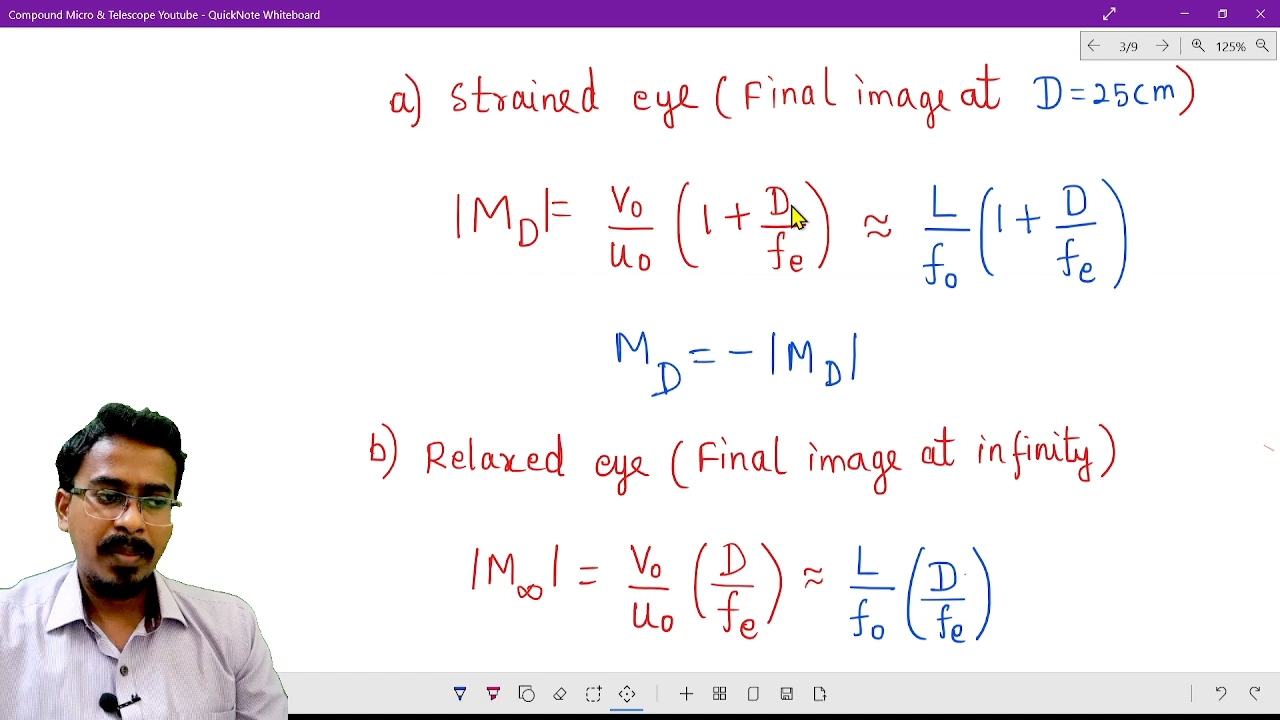 Compound Micro & Telescope Youtube - QuickNote Whiteboard
3/9 125%
a) Strained eye (Final image at D = 25cm)
|M_D| = v₀/u₀ (1 + D/fₑ) ≈ L/f₀ (1 + D/fₑ)
M_D = - |M_D|
b) Relaxed eye (Final image at infinity)
|M_∞| = v₀/u₀ (D/fₑ) ≈ L/f₀ (D/fₑ)